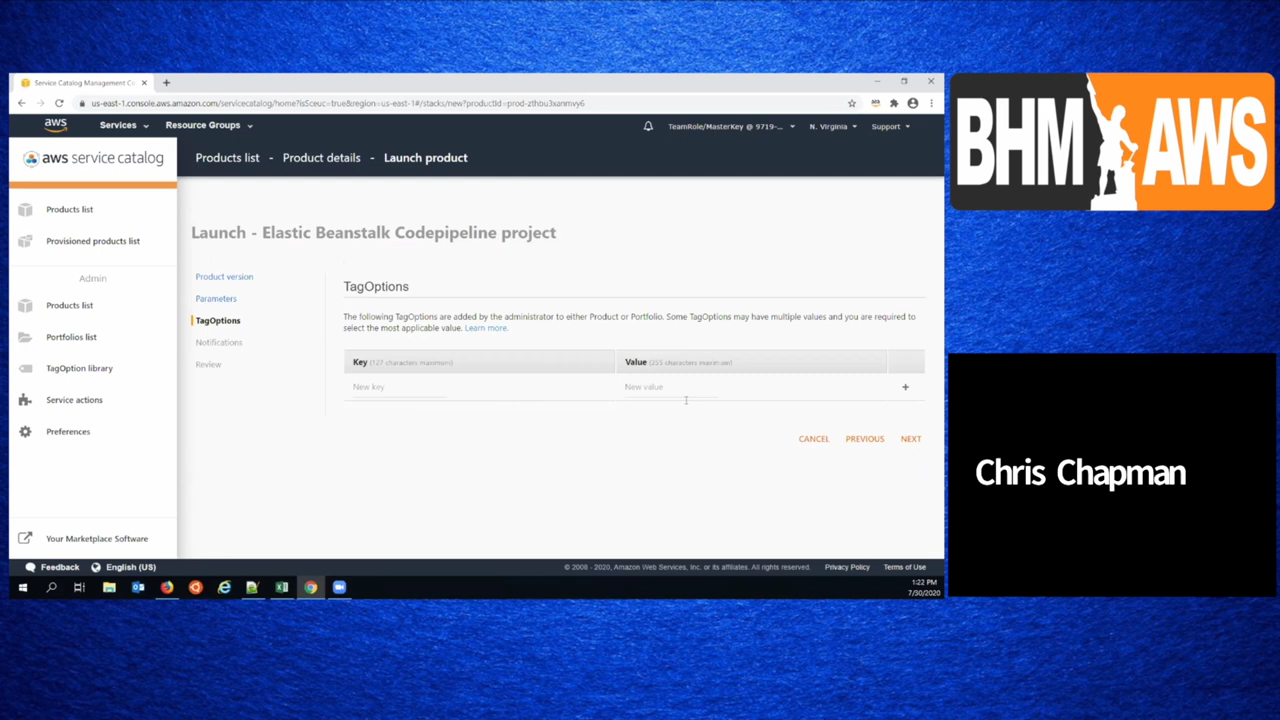 Service Catalog Management Co
us-east-1.console.aws.amazon.com/servicecatalog/home?isSceuc=true&region=us-east-1#/stacks/new?productId=prod-zthbu3xanmvy6
aws
Services
Resource Groups
TeamRole/MasterKey @ 9719-...
N. Virginia
Support
aws service catalog
Products list - Product details - Launch product
Products list
Provisioned products list
Admin
Products list
Portfolios list
TagOption library
Service actions
Preferences
Your Marketplace Software
Launch - Elastic Beanstalk Codepipeline project
Product version
Parameters
TagOptions
Notifications
Review
TagOptions
The following TagOptions are added by the administrator to either Product or Portfolio. Some TagOptions may have multiple values and you are required to
select the most applicable value. Learn more.
Key (127 characters maximum)
Value (255 characters maximum)
New key
New value
CANCEL
PREVIOUS
NEXT
Feedback
English (US)
© 2008 - 2020, Amazon Web Services, Inc. or its affiliates. All rights reserved.
Privacy Policy
Terms of Use
1:22 PM
7/30/2020
BHM AWS
Chris Chapman